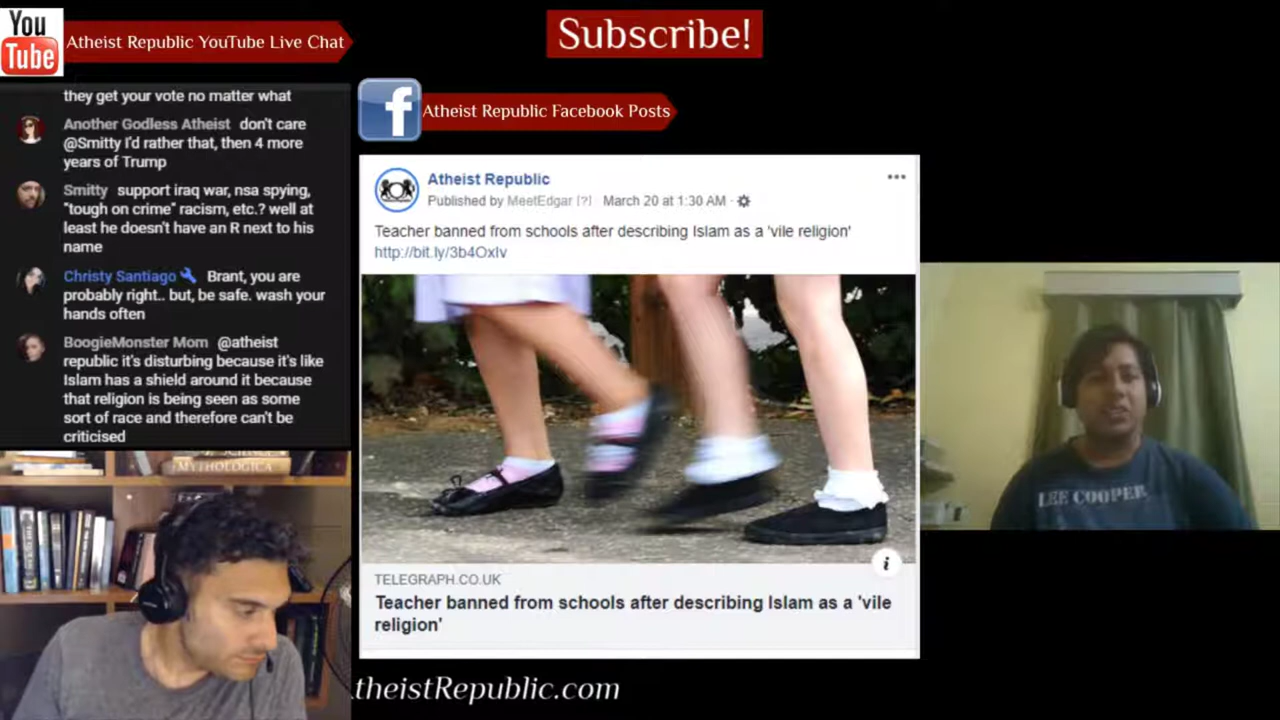 You
Tube
Atheist Republic YouTube Live Chat
Subscribe!
they get your vote no matter what
Another Godless Atheist don't care
@Smitty I'd rather that, then 4 more
years of Trump
Smitty support iraq war, nsa spying,
"tough on crime" racism, etc.? well at
least he doesn't have an R next to his
name
Christy Santiago Brant, you are
probably right.. but, be safe. wash your
hands often
BoogieMonster Mom @atheist
republic it's disturbing because it's like
Islam has a shield around it because
that religion is being seen as some
sort of race and therefore can't be
criticised
f
Atheist Republic Facebook Posts
Atheist Republic
Published by MeetEdgar [?] · March 20 at 1:30 AM ·
Teacher banned from schools after describing Islam as a 'vile religion'
http://bit.ly/3b4OxIv
i
TELEGRAPH.CO.UK
Teacher banned from schools after describing Islam as a 'vile
religion'
LEE COOPER
MYTHOLOGICA
theistRepublic.com